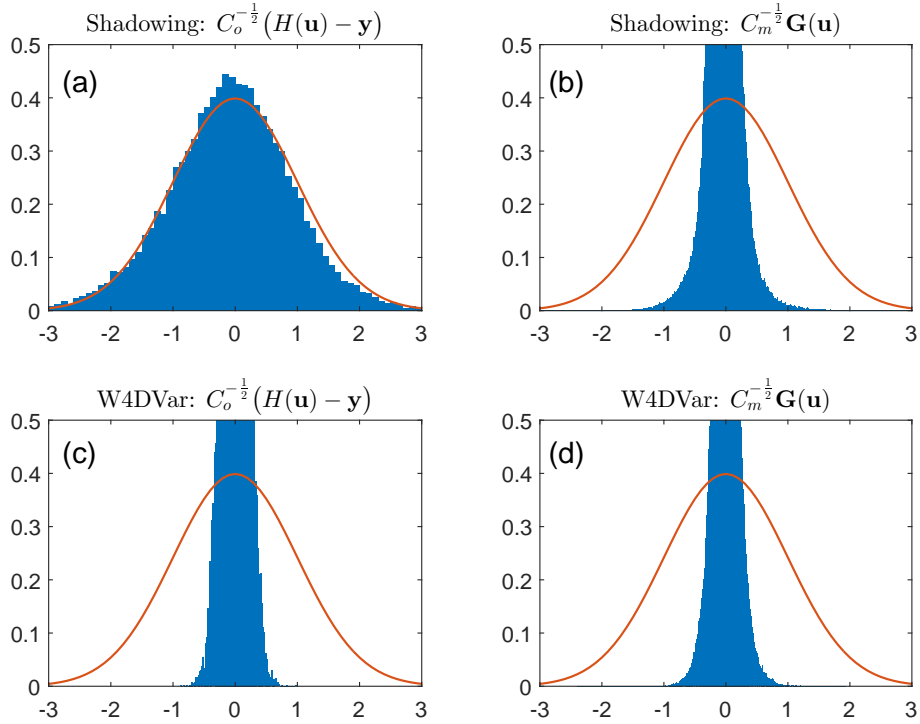 Shadowing: $C_o^{-\frac{1}{2}}\big(H(\mathbf{u}) - \mathbf{y}\big)$
(a)
0.5
0.4
0.3
0.2
0.1
0
-3 -2 -1 0 1 2 3
Shadowing: $C_m^{-\frac{1}{2}}\mathbf{G}(\mathbf{u})$
(b)
0.5
0.4
0.3
0.2
0.1
0
-3 -2 -1 0 1 2 3
W4DVar: $C_o^{-\frac{1}{2}}\big(H(\mathbf{u}) - \mathbf{y}\big)$
(c)
0.5
0.4
0.3
0.2
0.1
0
-3 -2 -1 0 1 2 3
W4DVar: $C_m^{-\frac{1}{2}}\mathbf{G}(\mathbf{u})$
(d)
0.5
0.4
0.3
0.2
0.1
0
-3 -2 -1 0 1 2 3